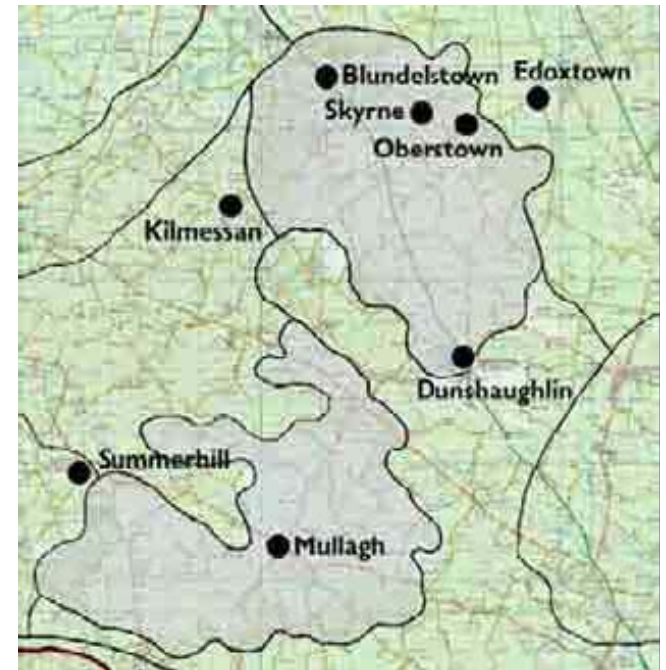 Blundelstown
Edoxtown
Skyrne
Oberstown
Kilmessan
Dunshaughlin
Summerhill
Mullagh